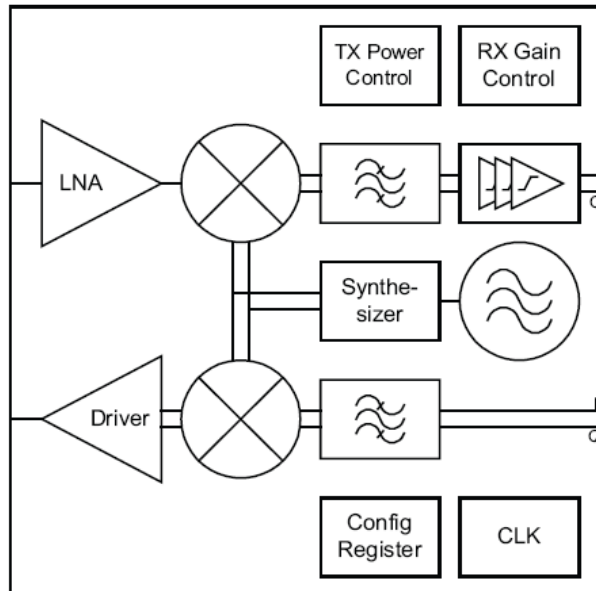 TX Power
Control
RX Gain
Control
LNA
Synthe-
sizer
Driver
Config
Register
CLK